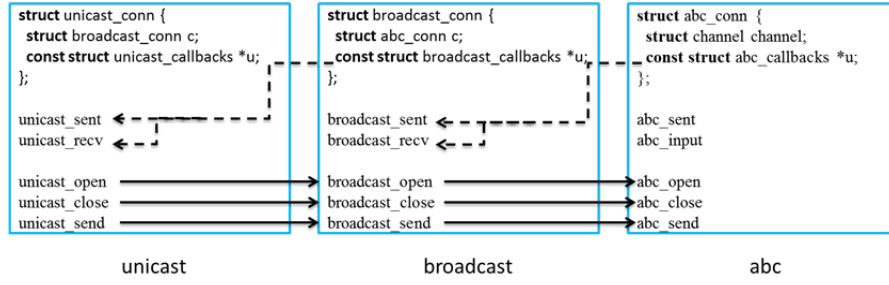 struct unicast_conn {
struct broadcast_conn c;
const struct unicast_callbacks *u;
};
unicast_sent
unicast_recv
unicast_open
unicast_close
unicast_send
unicast
struct broadcast_conn {
struct abc_conn c;
const struct broadcast_callbacks *u;
};
broadcast_sent
broadcast_recv
broadcast_open
broadcast_close
broadcast_send
broadcast
struct abc_conn {
struct channel channel;
const struct abc_callbacks *u;
};
abc_sent
abc_input
abc_open
abc_close
abc_send
abc